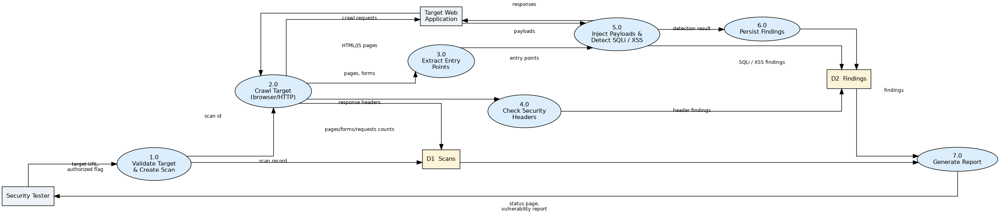 responses
Target Web
Application
crawl requests
payloads
5.0
Inject Payloads &
Detect SQLi / XSS
detection result
6.0
Persist Findings
HTML/JS pages
3.0
Extract Entry
Points
entry points
SQLi / XSS findings
pages, forms
D2  Findings
2.0
Crawl Target
(browser/HTTP)
findings
response headers
4.0
Check Security
Headers
header findings
scan id
pages/forms/requests counts
1.0
Validate Target
& Create Scan
target URL,
authorized flag
scan record
D1  Scans
7.0
Generate Report
Security Tester
status page,
vulnerability report